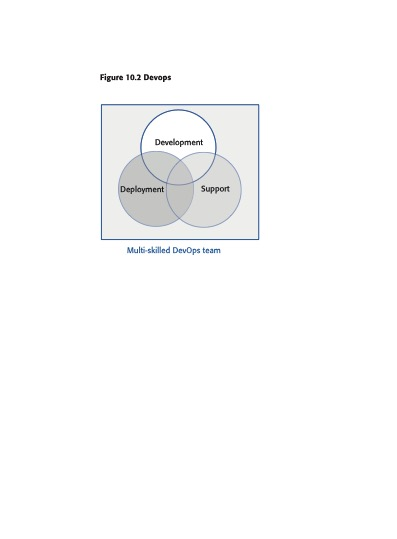 Figure 10.2 Devops
Development
Deployment
Support
Multi-skilled DevOps team